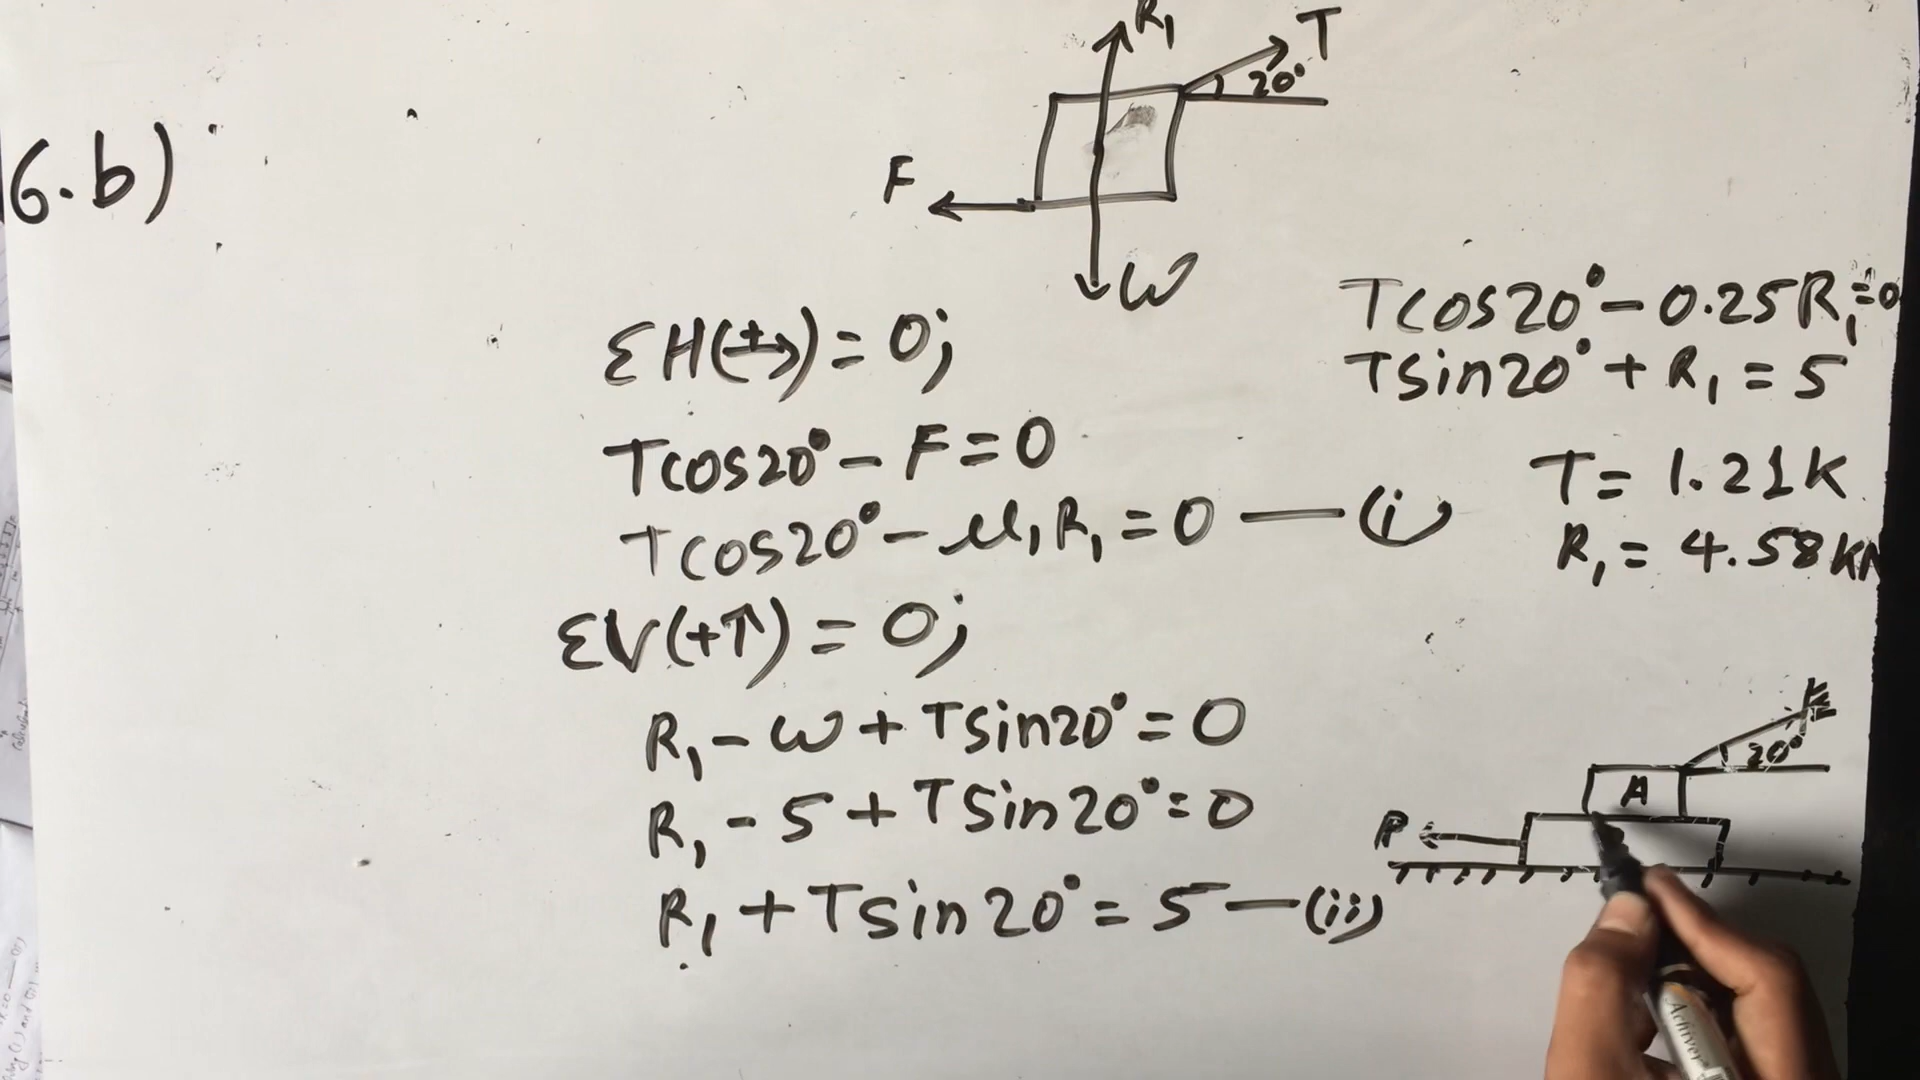 6.b)
R₁
T
20°
F
W
ΣH(+→)=0;
Tcos20°- F=0
Tcos20°- μ₁R₁=0 — (i)
ΣV(+↑)=0;
R₁- W + Tsin20°=0
R₁- 5 + Tsin20°=0
R₁ + Tsin20°= 5 — (ii)
Tcos20°- 0.25R₁=0
Tsin20° + R₁ = 5
T= 1.21K
R₁= 4.58KN
20°
A
P
Achiever